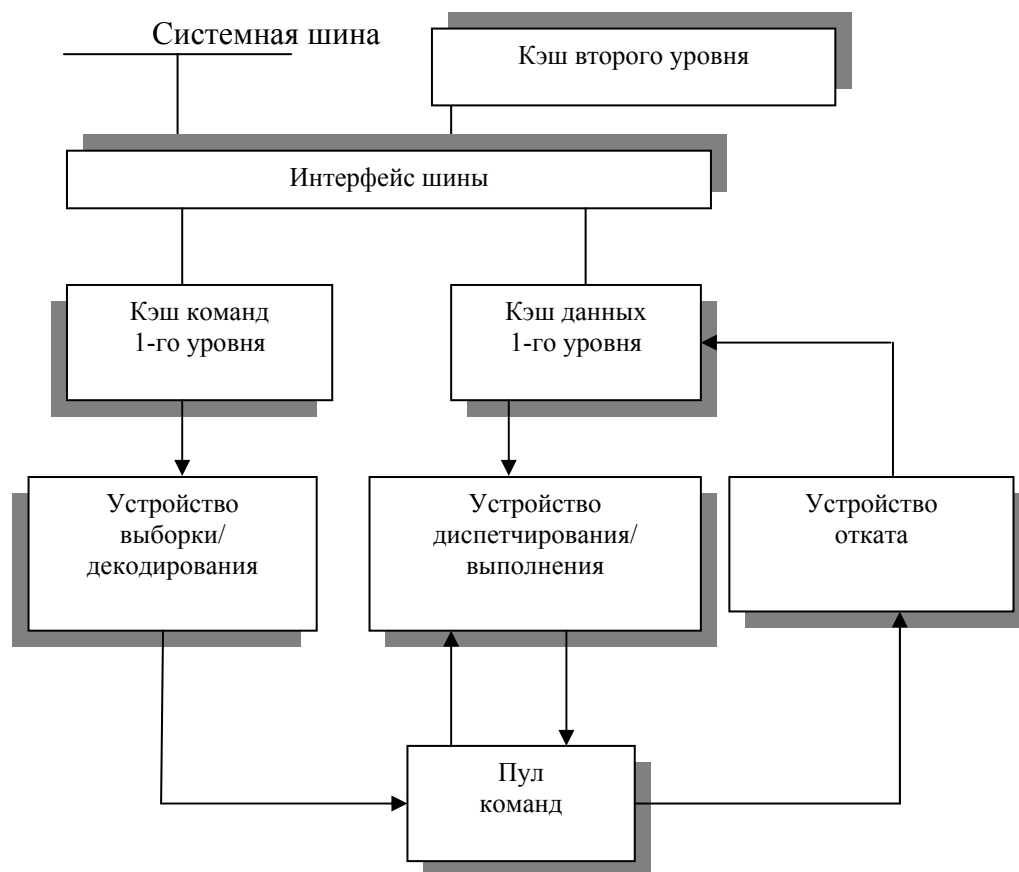 Системная шина
Кэш второго уровня
Интерфейс шины
Кэш команд
1-го уровня
Кэш данных
1-го уровня
Устройство
выборки/
декодирования
Устройство
диспетчирования/
выполнения
Устройство
отката
Пул
команд